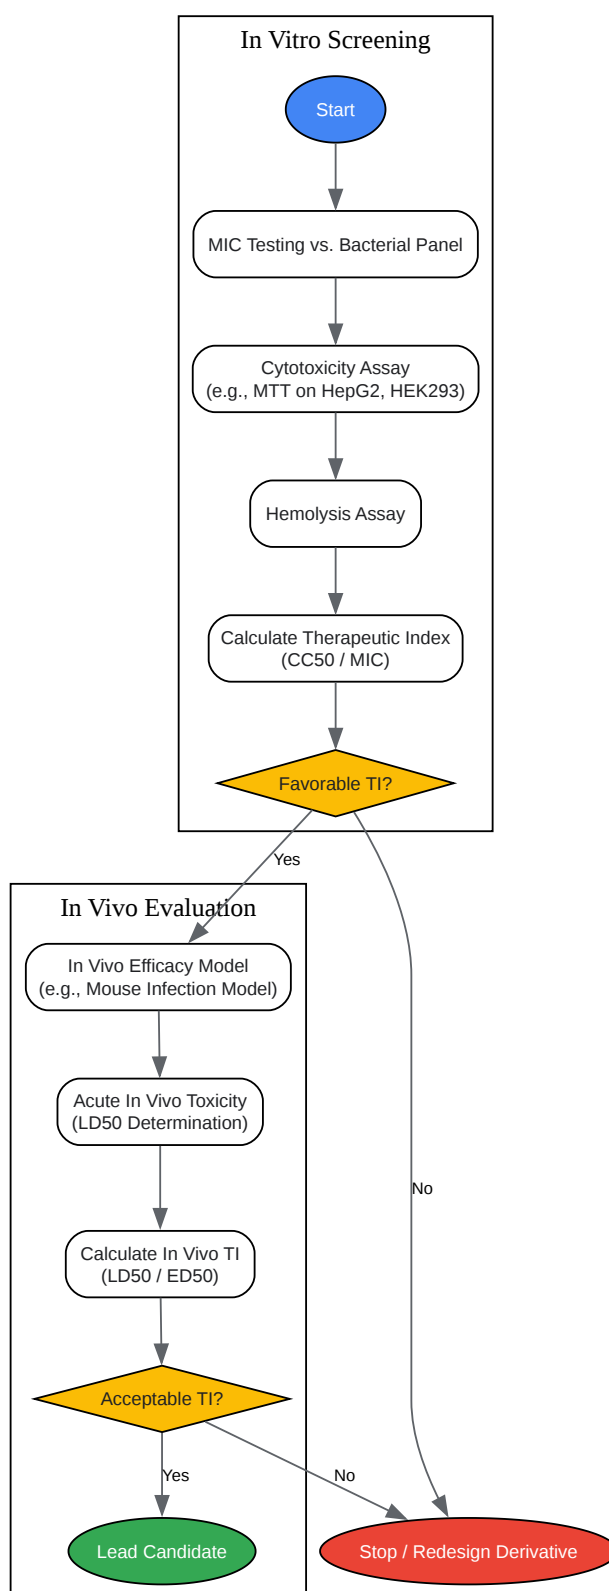 In Vitro Screening
Start
MIC Testing vs. Bacterial Panel
Cytotoxicity Assay
(e.g., MTT on HepG2, HEK293)
Hemolysis Assay
Calculate Therapeutic Index
(CC50 / MIC)
Favorable TI?
Yes
In Vivo Evaluation
In Vivo Efficacy Model
(e.g., Mouse Infection Model)
Acute In Vivo Toxicity
(LD50 Determination)
No
Calculate In Vivo TI
(LD50 / ED50)
Acceptable TI?
Yes
No
Lead Candidate
Stop / Redesign Derivative